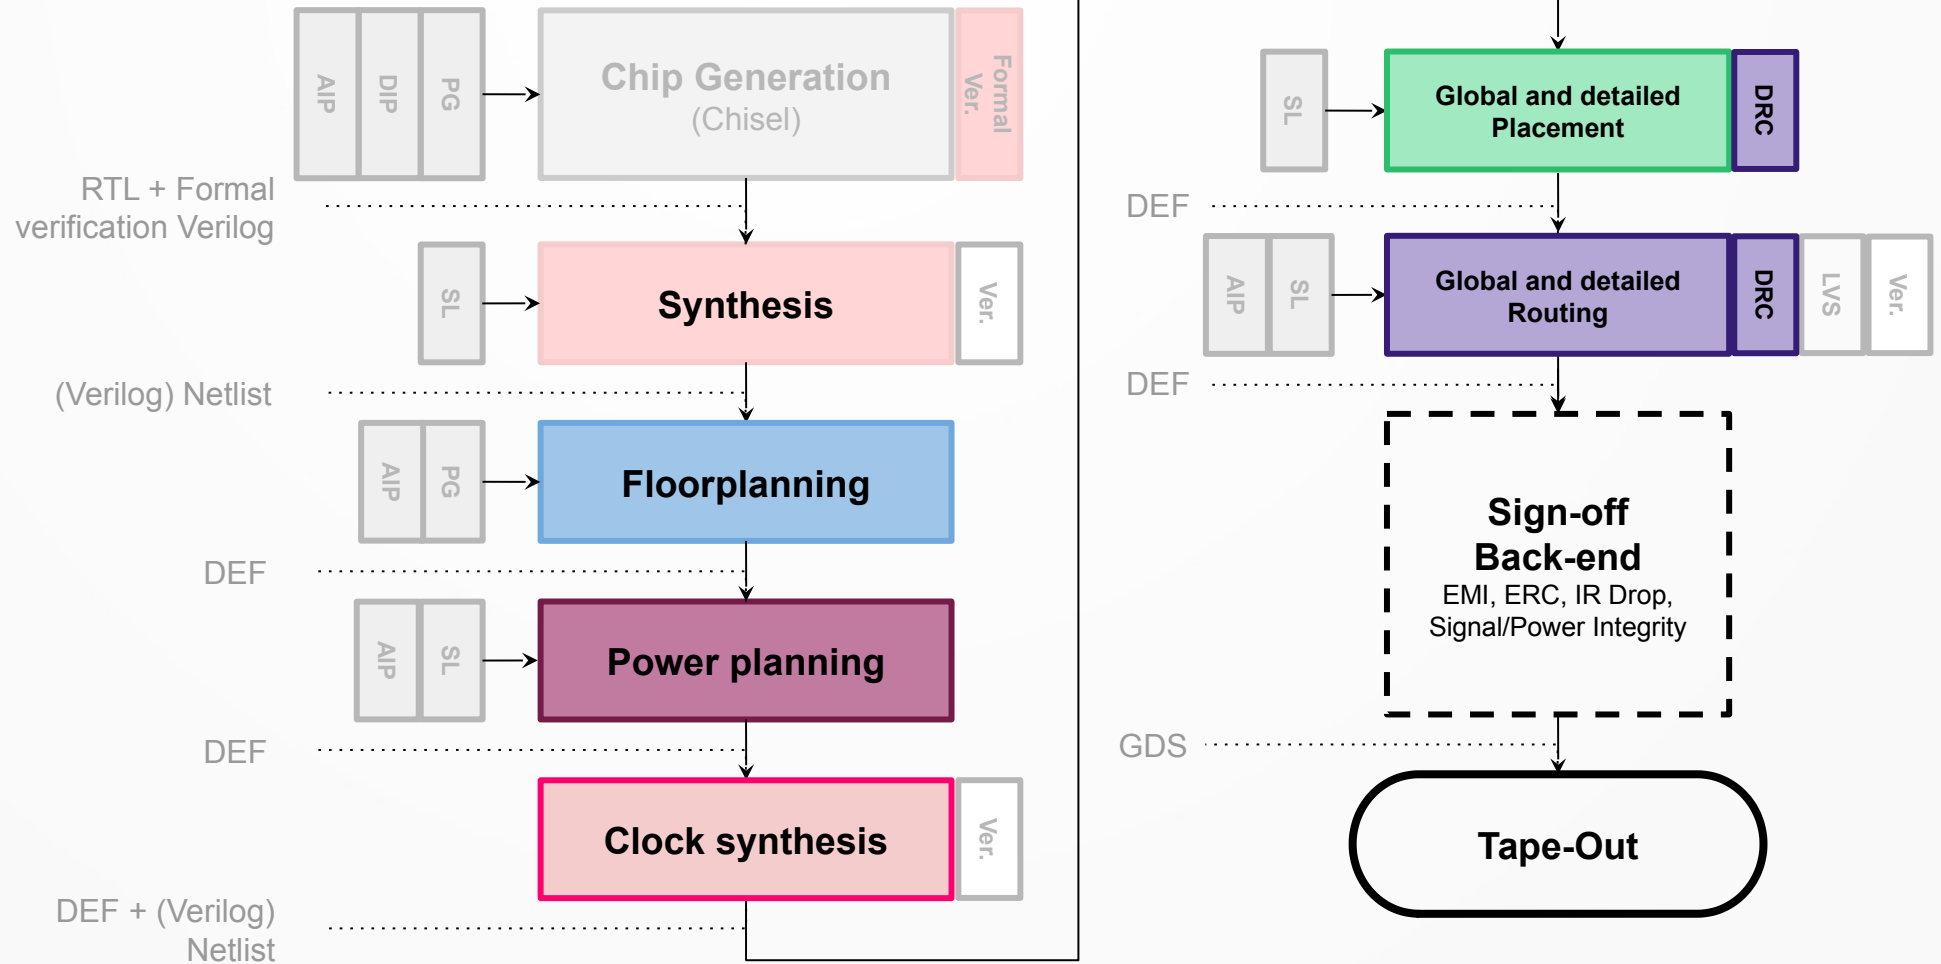 AIP
DIP
PG
Chip Generation
(Chisel)
Formal
Ver.
RTL + Formal
verification Verilog
SL
Synthesis
Ver.
(Verilog) Netlist
AIP
PG
Floorplanning
DEF
AIP
SL
Power planning
DEF
Clock synthesis
Ver.
DEF + (Verilog)
Netlist
SL
Global and detailed
Placement
DRC
DEF
AIP
SL
Global and detailed
Routing
DRC
LVS
Ver.
DEF
Sign-off
Back-end
EMI, ERC, IR Drop,
Signal/Power Integrity
GDS
Tape-Out